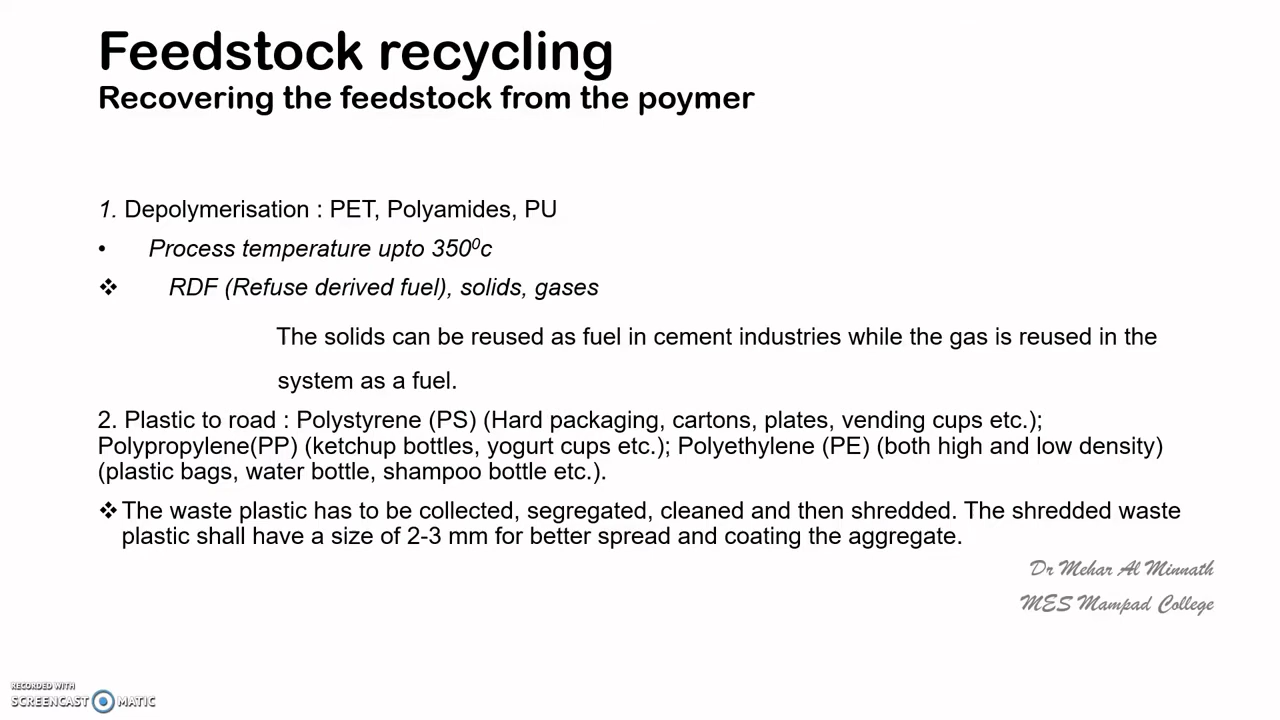 Feedstock recycling
Recovering the feedstock from the poymer
1. Depolymerisation : PET, Polyamides, PU
• Process temperature upto 350⁰c
❖ RDF (Refuse derived fuel), solids, gases
The solids can be reused as fuel in cement industries while the gas is reused in the
system as a fuel.
2. Plastic to road : Polystyrene (PS) (Hard packaging, cartons, plates, vending cups etc.);
Polypropylene(PP) (ketchup bottles, yogurt cups etc.); Polyethylene (PE) (both high and low density)
(plastic bags, water bottle, shampoo bottle etc.).
❖ The waste plastic has to be collected, segregated, cleaned and then shredded. The shredded waste
plastic shall have a size of 2-3 mm for better spread and coating the aggregate.
Dr Mehar Al Minnath
MES Mampad College
RECORDED WITH
SCREENCAST MATIC